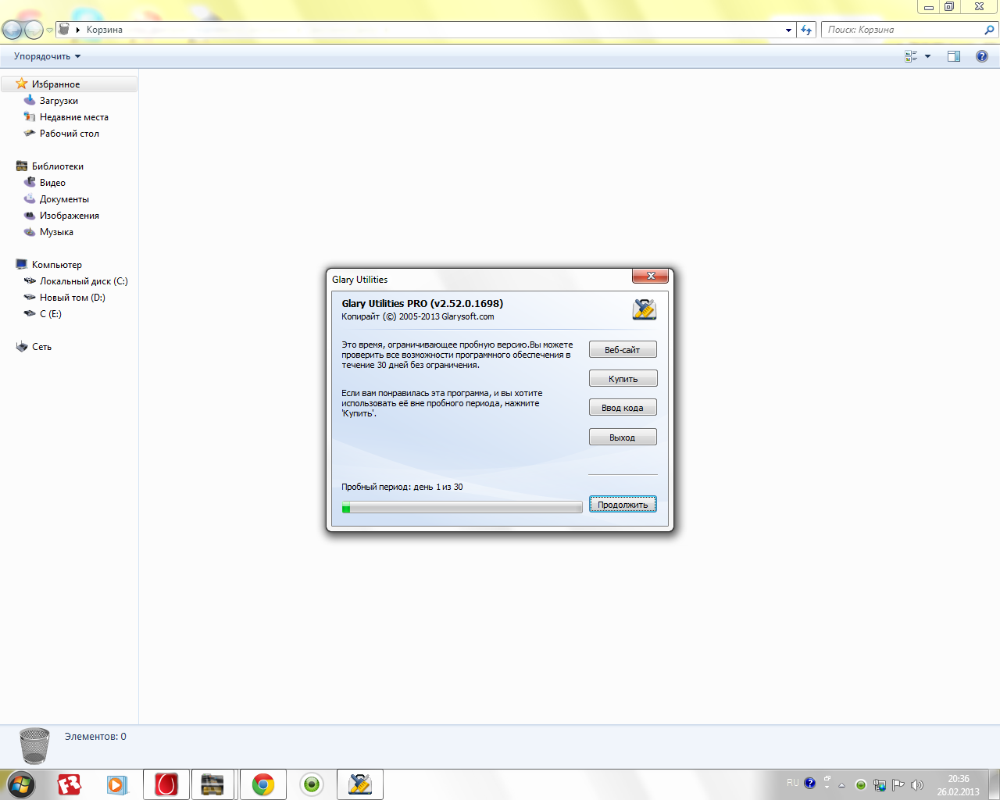 Корзина
Поиск: Корзина
Упорядочить
Избранное
Загрузки
Недавние места
Рабочий стол
Библиотеки
Видео
Документы
Изображения
Музыка
Компьютер
Локальный диск (C:)
Новый том (D:)
C (E:)
Сеть
Glary Utilities
Glary Utilities PRO (v2.52.0.1698)
Копирайт (©) 2005-2013 Glarysoft.com
Это время, ограничивающее пробную версию.Вы можете
проверить все возможности программного обеспечения в
течение 30 дней без ограничения.
Если вам понравилась эта программа, и вы хотите
использовать её вне пробного периода, нажмите
'Купить'.
Веб-сайт
Купить
Ввод кода
Выход
Пробный период: день 1 из 30
Продолжить
Элементов: 0
RU
20:36
26.02.2013